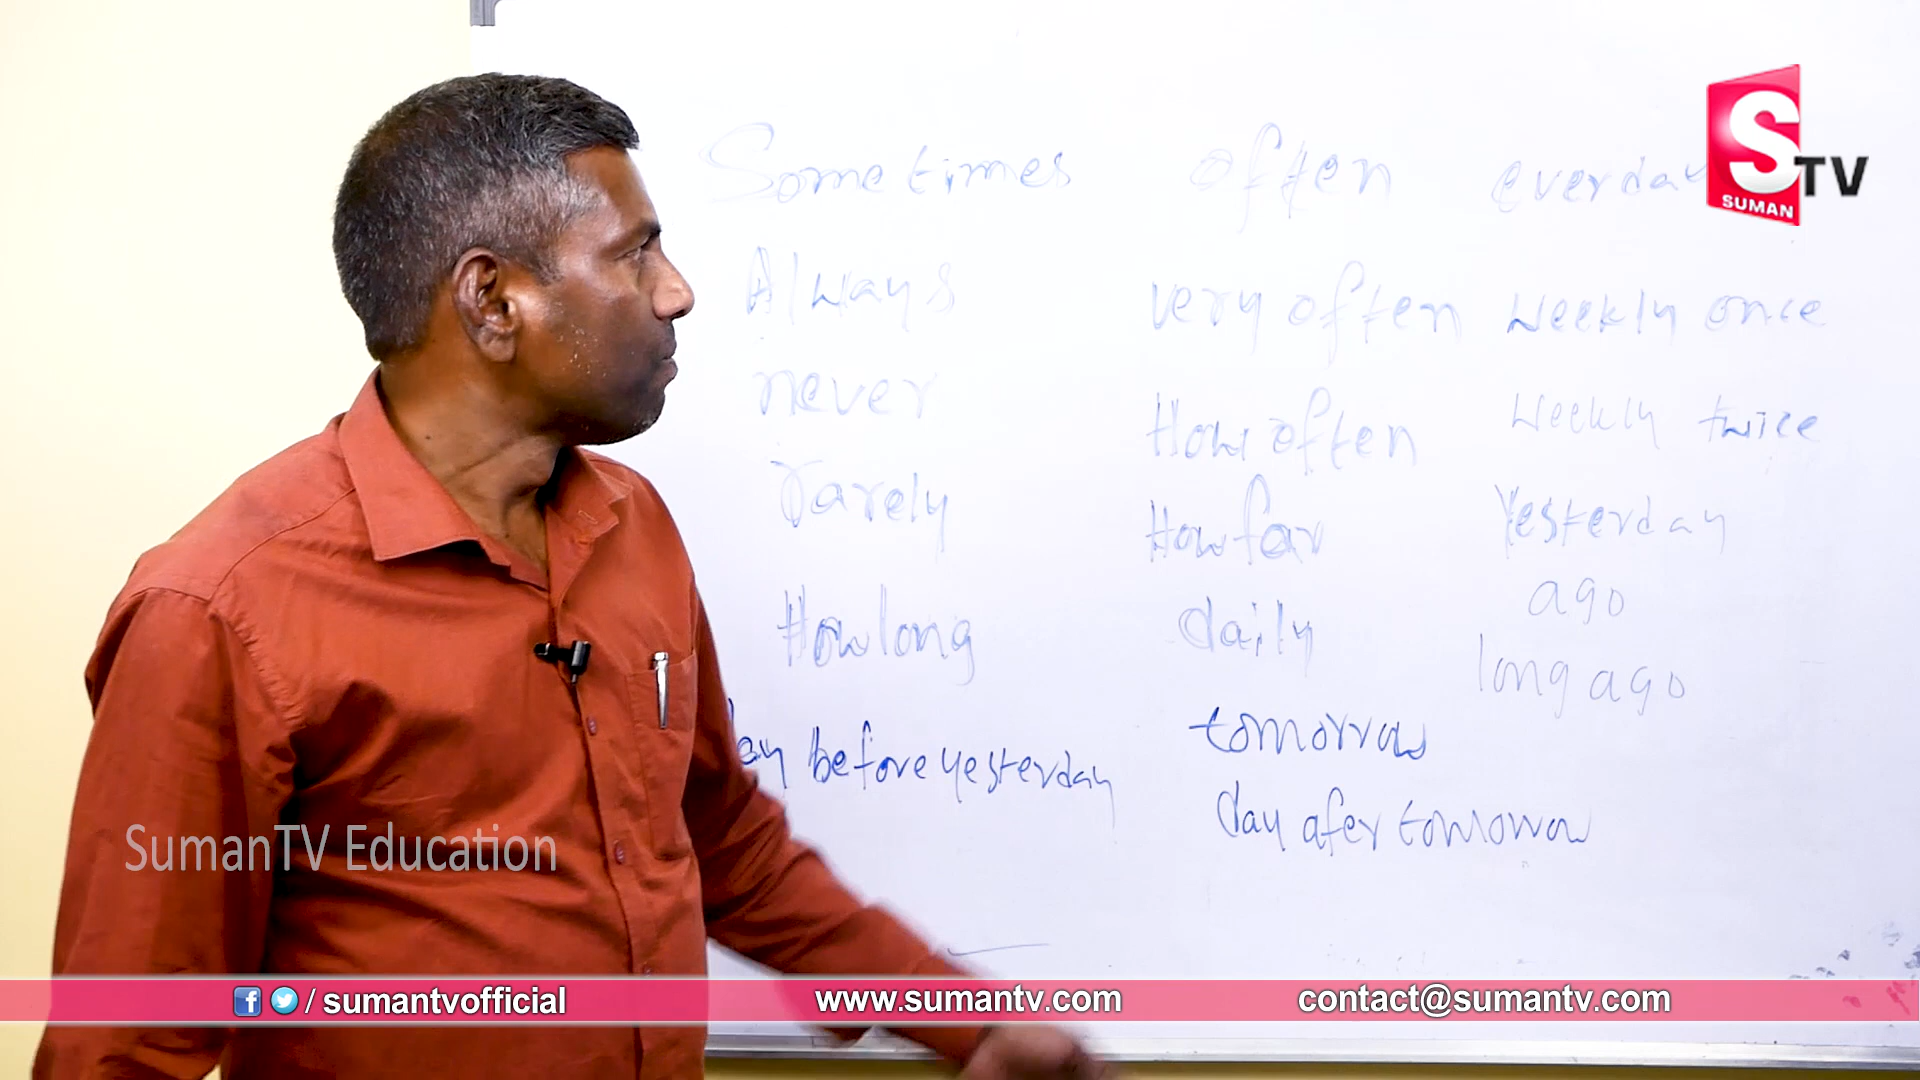 Sometimes often everday
Always very often weekly once
never How often weekly twice
rarely How far Yesterday
How long daily ago
long ago
ay before yesterday tomorrow
day afer tomorrow
S TV
SUMAN
SumanTV Education
/ sumantvofficial www.sumantv.com contact@sumantv.com